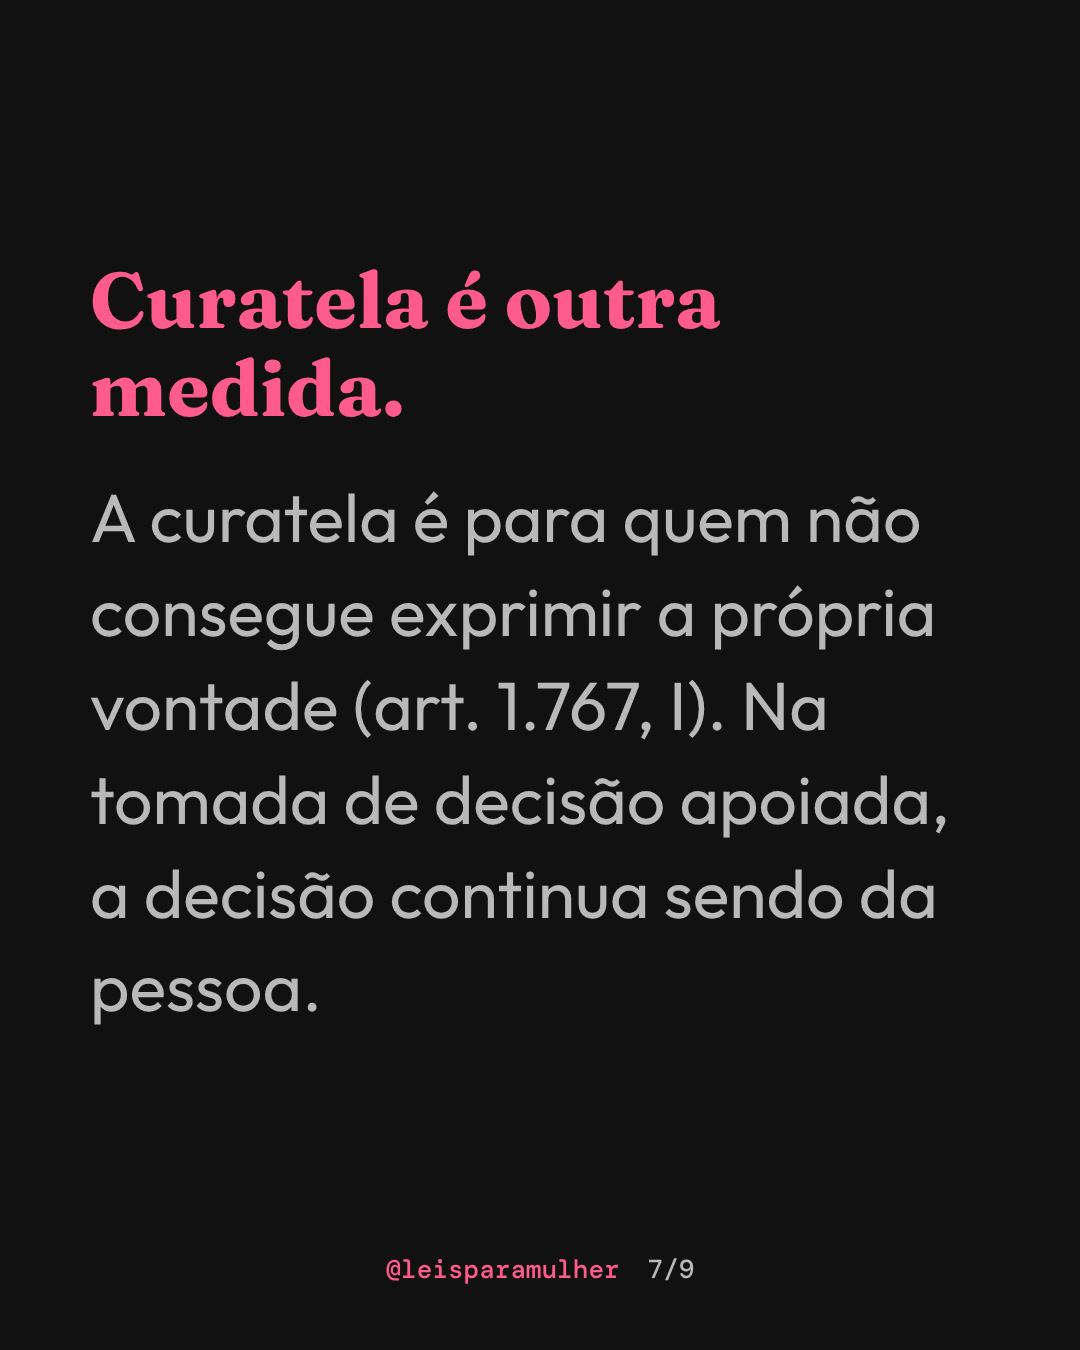 Curatela é outra
medida.
A curatela é para quem não
consegue exprimir a própria
vontade (art. 1.767, I). Na
tomada de decisão apoiada,
a decisão continua sendo da
pessoa.
@leisparamulher 7/9